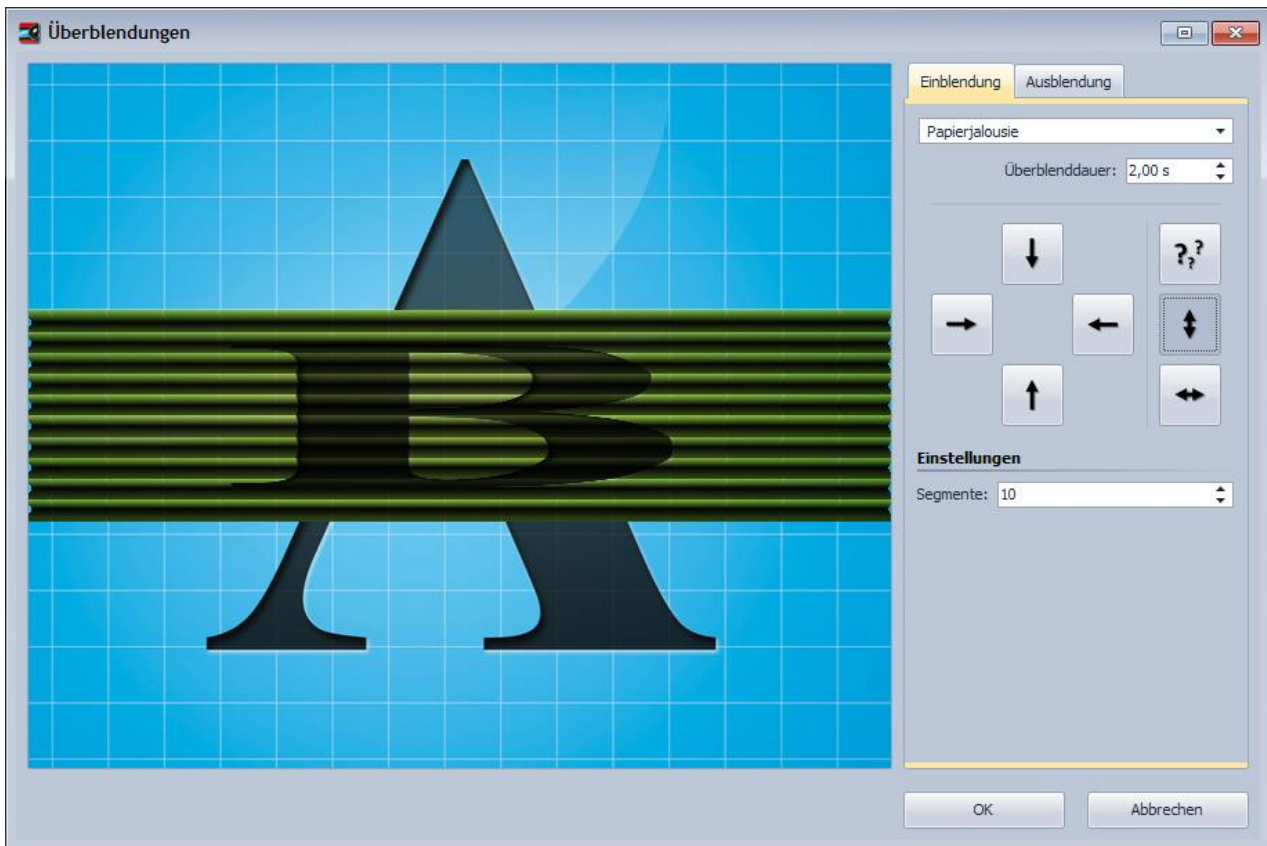 Überblendungen
A
B
Einblendung Ausblendung
Papierjalousie
Überblenddauer: 2,00 s
???
Einstellungen
Segmente: 10
OK Abbrechen